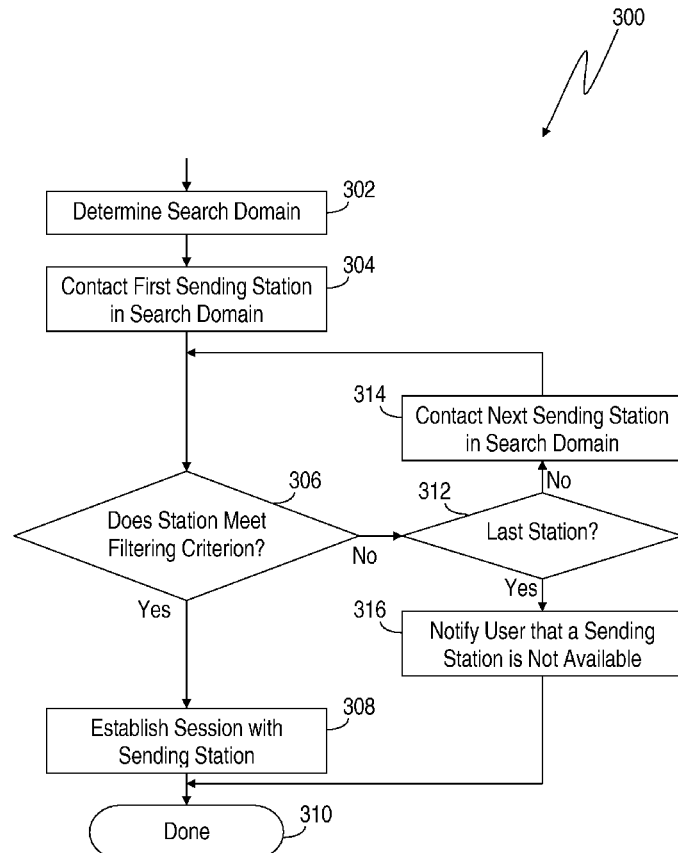 300
302
Determine Search Domain
304
Contact First Sending Station
in Search Domain
314
Contact Next Sending Station
in Search Domain
306
Does Station Meet
Filtering Criterion?
No
Yes
312
No
Last Station?
Yes
316
Notify User that a Sending
Station is Not Available
308
Establish Session with
Sending Station
310
Done